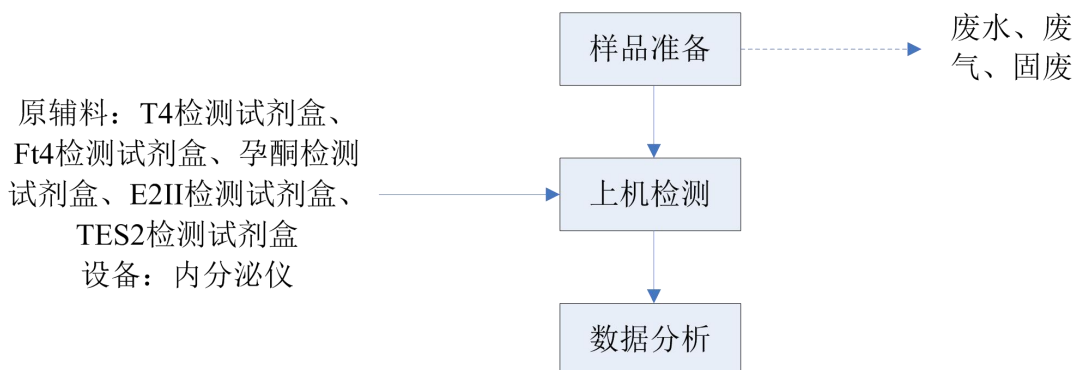 样品准备
废水、废
气、固废
原辅料：T4检测试剂盒、
Ft4检测试剂盒、孕酮检测
试剂盒、E2II检测试剂盒、
TES2检测试剂盒
设备：内分泌仪
上机检测
数据分析